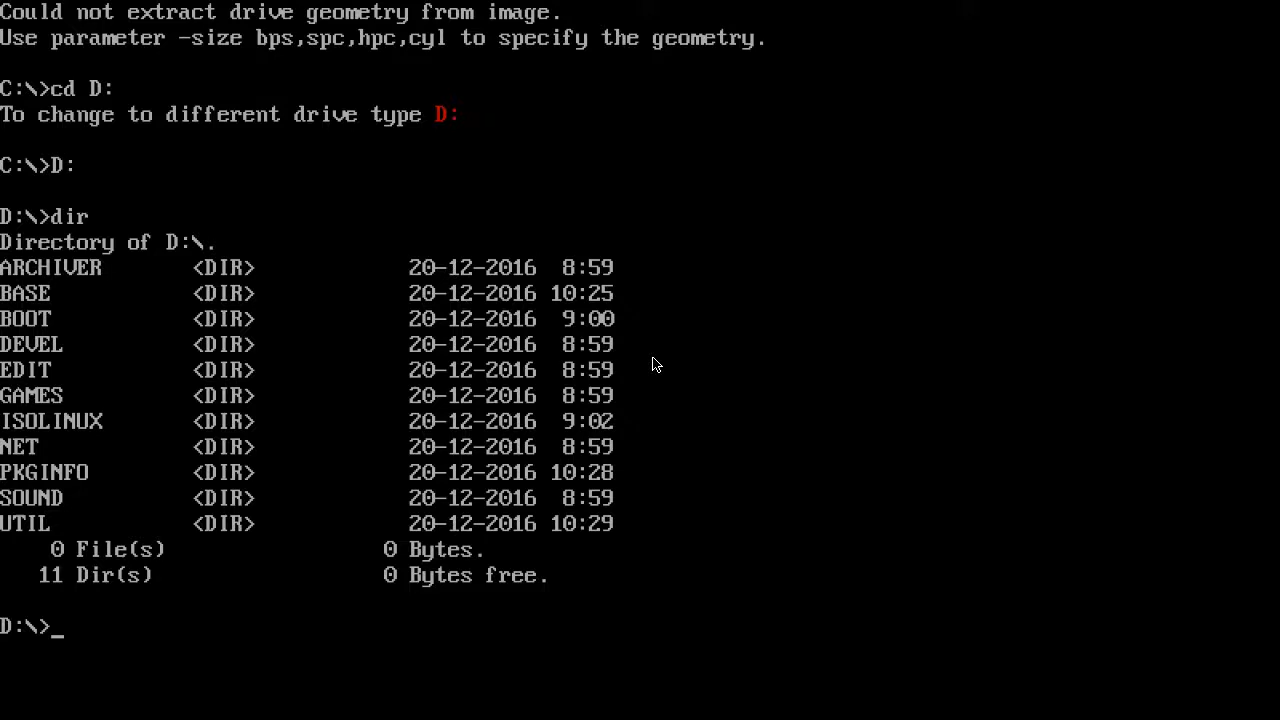 Could not extract drive geometry from image.
Use parameter -size bps,spc,hpc,cyl to specify the geometry.
C:\>cd D:
To change to different drive type D:
C:\>D:
D:\>dir
Directory of D:\.
ARCHIVER       <DIR>            20-12-2016  8:59
BASE           <DIR>            20-12-2016 10:25
BOOT           <DIR>            20-12-2016  9:00
DEVEL          <DIR>            20-12-2016  8:59
EDIT           <DIR>            20-12-2016  8:59
GAMES          <DIR>            20-12-2016  8:59
ISOLINUX       <DIR>            20-12-2016  9:02
NET            <DIR>            20-12-2016  8:59
PKGINFO        <DIR>            20-12-2016 10:28
SOUND          <DIR>            20-12-2016  8:59
UTIL           <DIR>            20-12-2016 10:29
    0 File(s)                 0 Bytes.
   11 Dir(s)                  0 Bytes free.
D:\>_